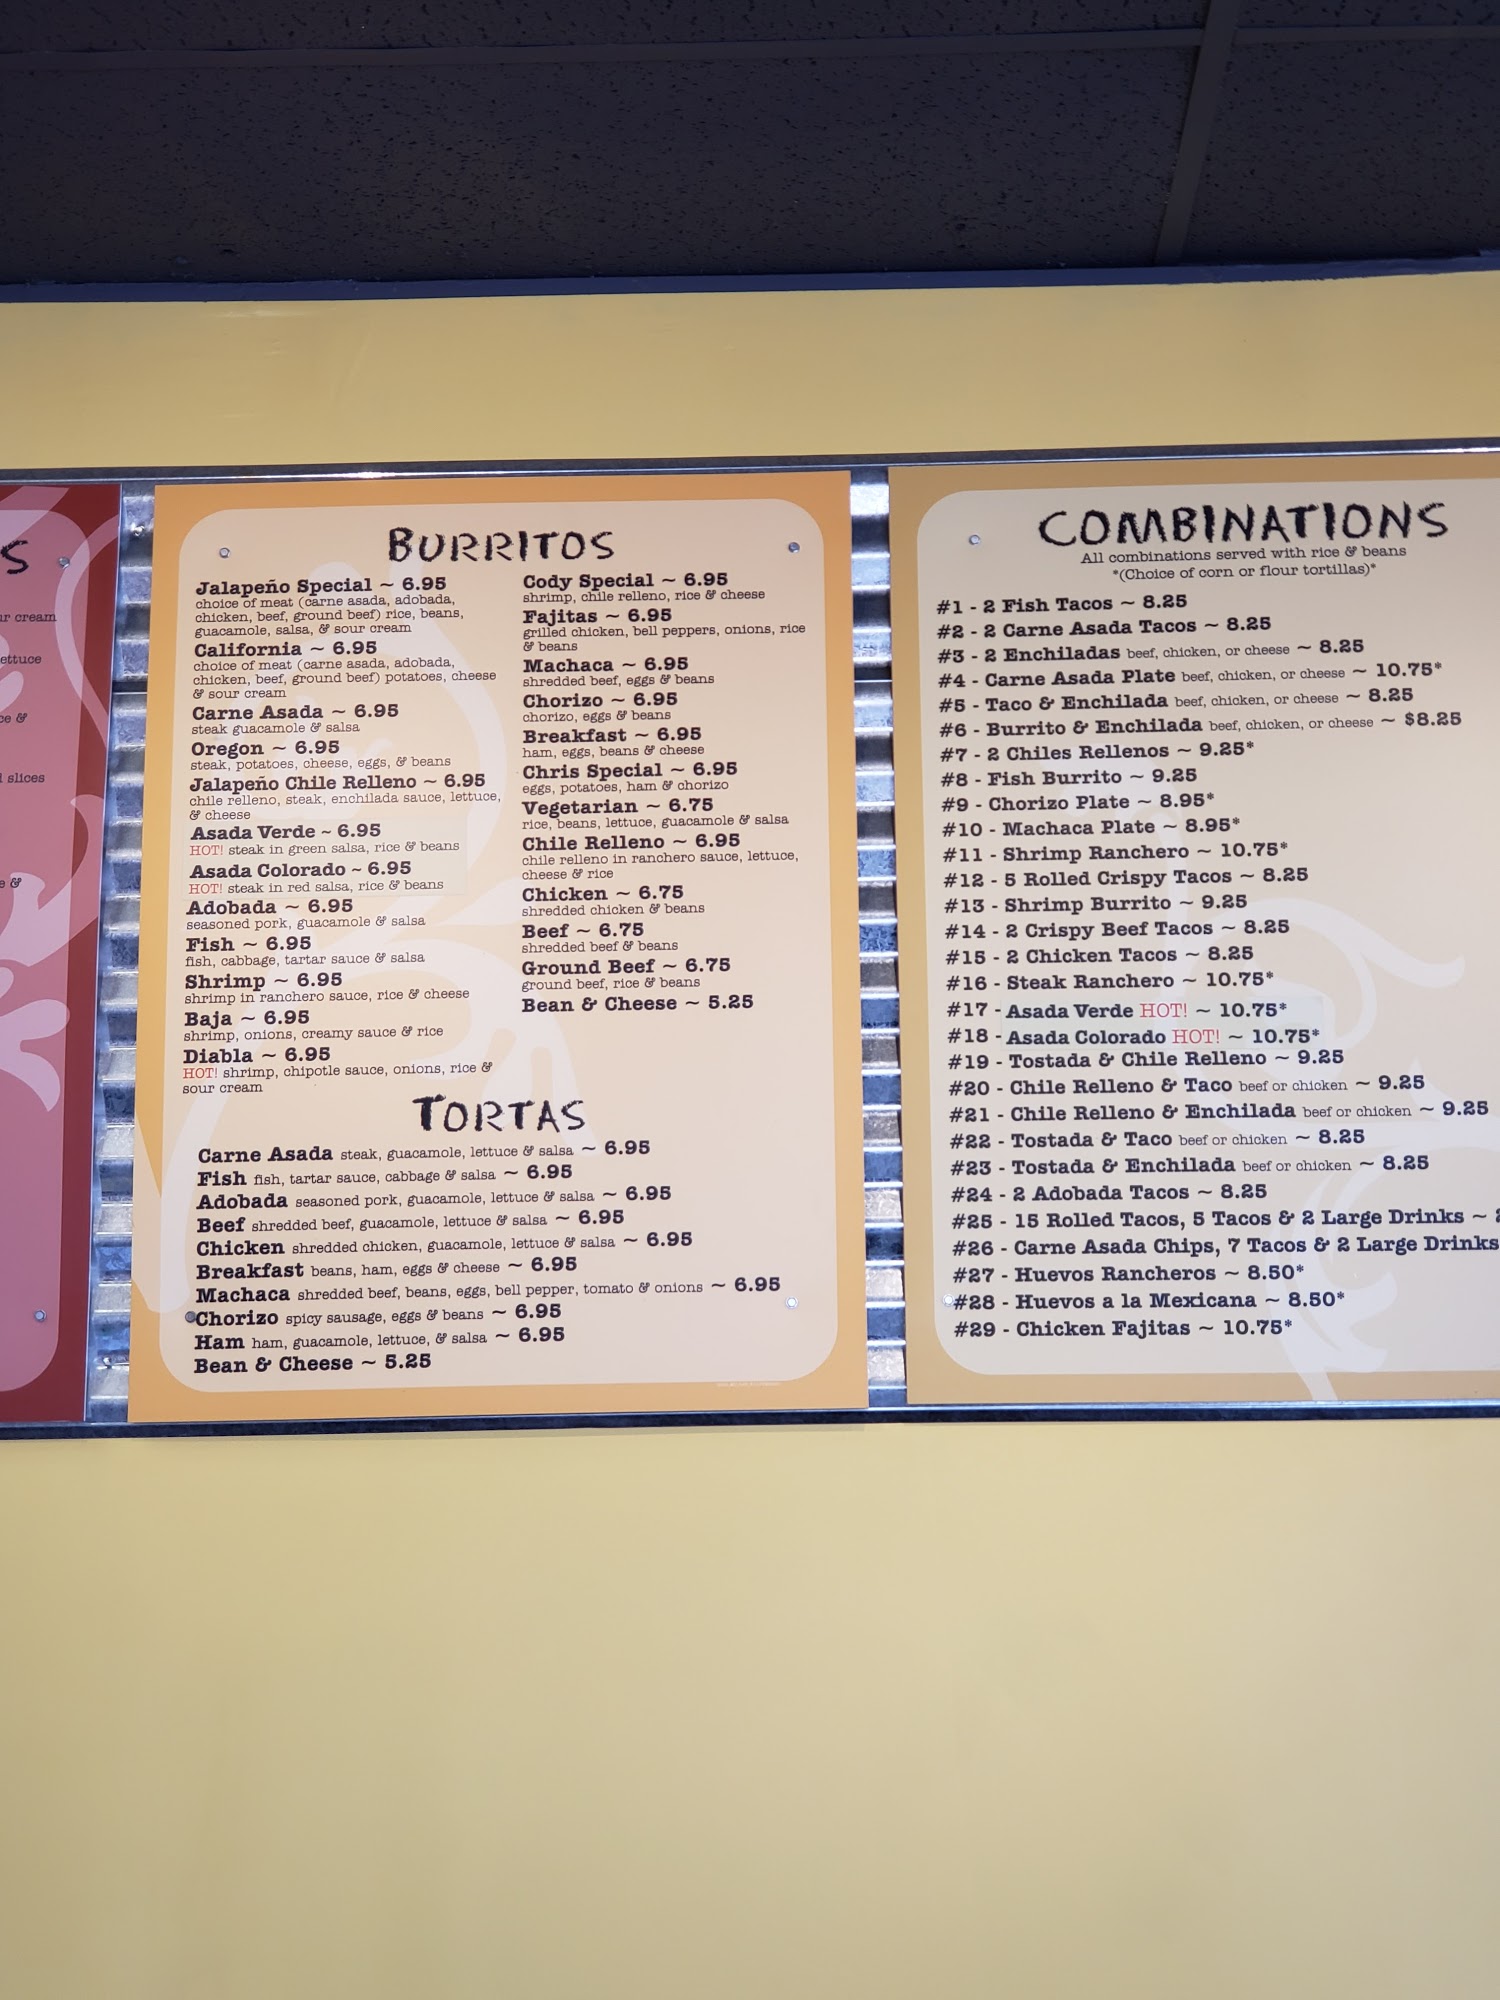 S
ur cream
ettuce
ce &
l slices
e &
BURRITOS
Jalapeño Special ~ 6.95
choice of meat (carne asada, adobada,
chicken, beef, ground beef) rice, beans,
guacamole, salsa, & sour cream
California ~ 6.95
choice of meat (carne asada, adobada,
chicken, beef, ground beef) potatoes, cheese
& sour cream
Carne Asada ~ 6.95
steak guacamole & salsa
Oregon ~ 6.95
steak, potatoes, cheese, eggs, & beans
Jalapeño Chile Relleno ~ 6.95
chile relleno, steak, enchilada sauce, lettuce,
& cheese
Asada Verde ~ 6.95
HOT! steak in green salsa, rice & beans
Asada Colorado ~ 6.95
HOT! steak in red salsa, rice & beans
Adobada ~ 6.95
seasoned pork, guacamole & salsa
Fish ~ 6.95
fish, cabbage, tartar sauce & salsa
Shrimp ~ 6.95
shrimp in ranchero sauce, rice & cheese
Baja ~ 6.95
shrimp, onions, creamy sauce & rice
Diabla ~ 6.95
HOT! shrimp, chipotle sauce, onions, rice &
sour cream
Cody Special ~ 6.95
shrimp, chile relleno, rice & cheese
Fajitas ~ 6.95
grilled chicken, bell peppers, onions, rice
& beans
Machaca ~ 6.95
shredded beef, eggs & beans
Chorizo ~ 6.95
chorizo, eggs & beans
Breakfast ~ 6.95
ham, eggs, beans & cheese
Chris Special ~ 6.95
eggs, potatoes, ham & chorizo
Vegetarian ~ 6.75
rice, beans, lettuce, guacamole & salsa
Chile Relleno ~ 6.95
chile relleno in ranchero sauce, lettuce,
cheese & rice
Chicken ~ 6.75
shredded chicken & beans
Beef ~ 6.75
shredded beef & beans
Ground Beef ~ 6.75
ground beef, rice & beans
Bean & Cheese ~ 5.25
TORTAS
Carne Asada steak, guacamole, lettuce & salsa ~ 6.95
Fish fish, tartar sauce, cabbage & salsa ~ 6.95
Adobada seasoned pork, guacamole, lettuce & salsa ~ 6.95
Beef shredded beef, guacamole, lettuce & salsa ~ 6.95
Chicken shredded chicken, guacamole, lettuce & salsa ~ 6.95
Breakfast beans, ham, eggs & cheese ~ 6.95
Machaca shredded beef, beans, eggs, bell pepper, tomato & onions ~ 6.95
Chorizo spicy sausage, eggs & beans ~ 6.95
Ham ham, guacamole, lettuce, & salsa ~ 6.95
Bean & Cheese ~ 5.25
COMBINATIONS
All combinations served with rice & beans
*(Choice of corn or flour tortillas)*
#1 - 2 Fish Tacos ~ 8.25
#2 - 2 Carne Asada Tacos ~ 8.25
#3 - 2 Enchiladas beef, chicken, or cheese ~ 8.25
#4 - Carne Asada Plate beef, chicken, or cheese ~ 10.75*
#5 - Taco & Enchilada beef, chicken, or cheese ~ 8.25
#6 - Burrito & Enchilada beef, chicken, or cheese ~ $8.25
#7 - 2 Chiles Rellenos ~ 9.25*
#8 - Fish Burrito ~ 9.25
#9 - Chorizo Plate ~ 8.95*
#10 - Machaca Plate ~ 8.95*
#11 - Shrimp Ranchero ~ 10.75*
#12 - 5 Rolled Crispy Tacos ~ 8.25
#13 - Shrimp Burrito ~ 9.25
#14 - 2 Crispy Beef Tacos ~ 8.25
#15 - 2 Chicken Tacos ~ 8.25
#16 - Steak Ranchero ~ 10.75*
#17 - Asada Verde HOT! ~ 10.75*
#18 - Asada Colorado HOT! ~ 10.75*
#19 - Tostada & Chile Relleno ~ 9.25
#20 - Chile Relleno & Taco beef or chicken ~ 9.25
#21 - Chile Relleno & Enchilada beef or chicken ~ 9.25
#22 - Tostada & Taco beef or chicken ~ 8.25
#23 - Tostada & Enchilada beef or chicken ~ 8.25
#24 - 2 Adobada Tacos ~ 8.25
#25 - 15 Rolled Tacos, 5 Tacos & 2 Large Drinks ~
#26 - Carne Asada Chips, 7 Tacos & 2 Large Drinks
#27 - Huevos Rancheros ~ 8.50*
#28 - Huevos a la Mexicana ~ 8.50*
#29 - Chicken Fajitas ~ 10.75*